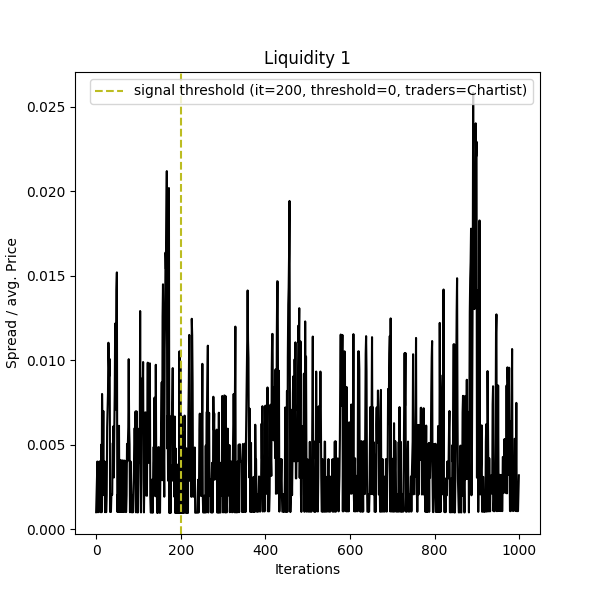 Liquidity 1
signal threshold (it=200, threshold=0, traders=Chartist)
0.025
0.020
0.015
0.010
0.005
0.000
Spread / avg. Price
0 200 400 600 800 1000
Iterations